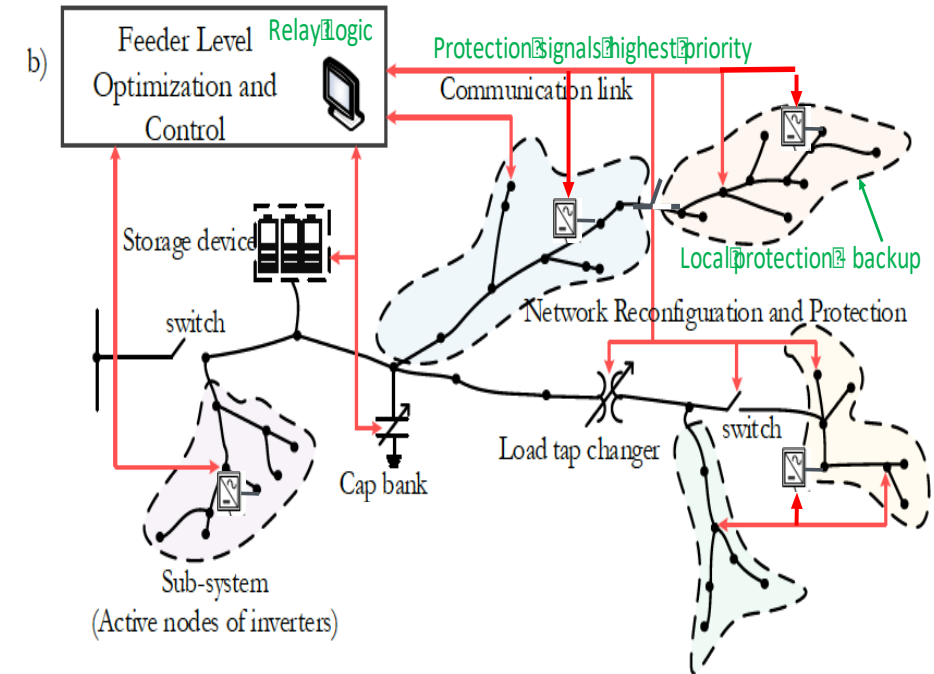 b)
Feeder Level
Optimization and
Control
Relay Logic
Protection signals highest priority
Communication link
Storage device
Local protection – backup
Network Reconfiguration and Protection
switch
Load tap changer
switch
Cap bank
Sub-system
(Active nodes of inverters)